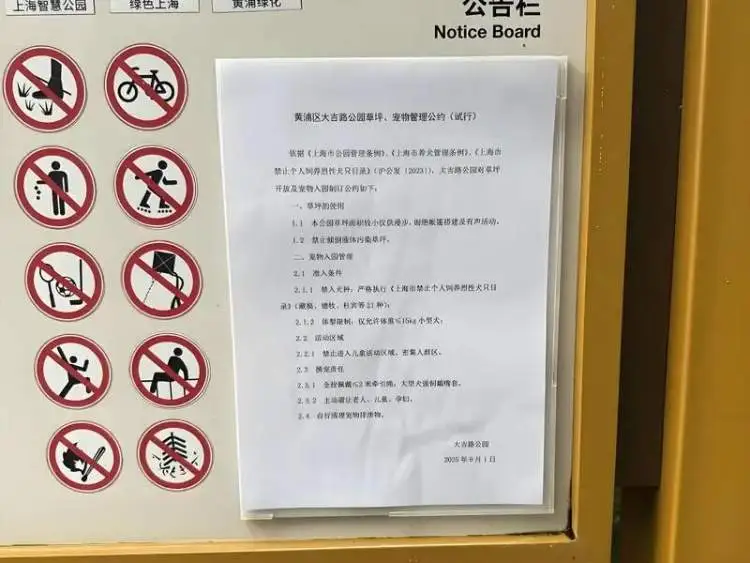 上海智慧公园
绿色上海
黄浦绿化
公告栏
Notice Board
黄浦区大吉路公园草坪、宠物管理公约（试行）
依据《上海市公园管理条例》、《上海市养犬管理条例》、《上海市
禁止个人饲养烈性犬只目录》（沪公发〔2023〕），大吉路公园对草坪
开放及宠物入园制订公约如下：
一、草坪的使用
1.1 本公园草坪面积较小仅供漫步，谢绝帐篷搭建及有声活动。
1.2 禁止倾倒液体污染草坪。
二、宠物入园管理
2.1 准入条件
2.1.1 禁入犬种：严格执行《上海市禁止个人饲养烈性犬只目
录》（藏獒、德牧、杜宾等21种）；
2.1.2 体型限制：仅允许体重≤15kg 小型犬；
2.2 活动区域
2.2.1 禁止进入儿童活动区域、密集人群区。
2.3 携宠责任
2.3.1 全程佩戴≤2 米牵引绳，大型犬强制戴嘴套。
2.3.2 主动避让老人、儿童、孕妇。
2.4 自行清理宠物排泄物。
大吉路公园
2025 年 9 月 1 日